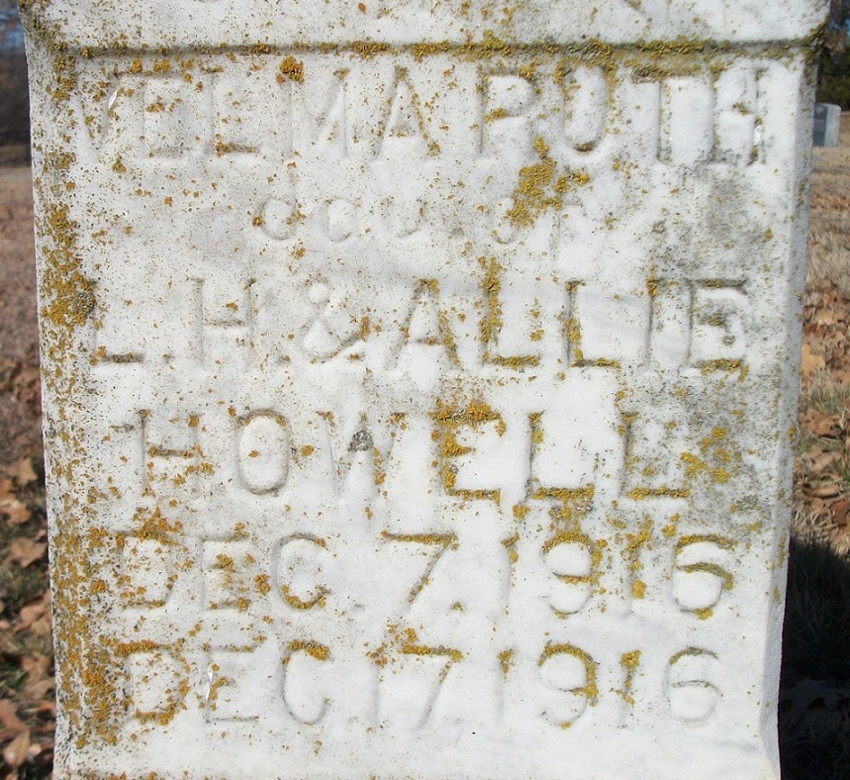 VELMA RUTH
DAU. OF
L.H. & ALLIE
HOWELL
DEC. 7, 1916
DEC 17 1916